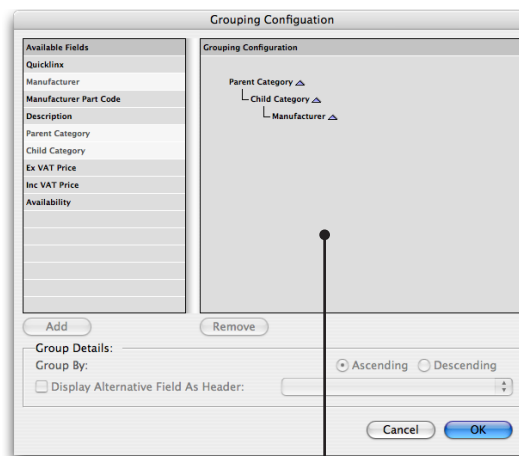 Grouping Configuation
Available Fields
Quicklinx
Manufacturer
Manufacturer Part Code
Description
Parent Category
Child Category
Ex VAT Price
Inc VAT Price
Availability
Grouping Configuration
Parent Category
Child Category
Manufacturer
Add
Remove
Group Details:
Group By:
Ascending
Descending
Display Alternative Field As Header:
Cancel
OK